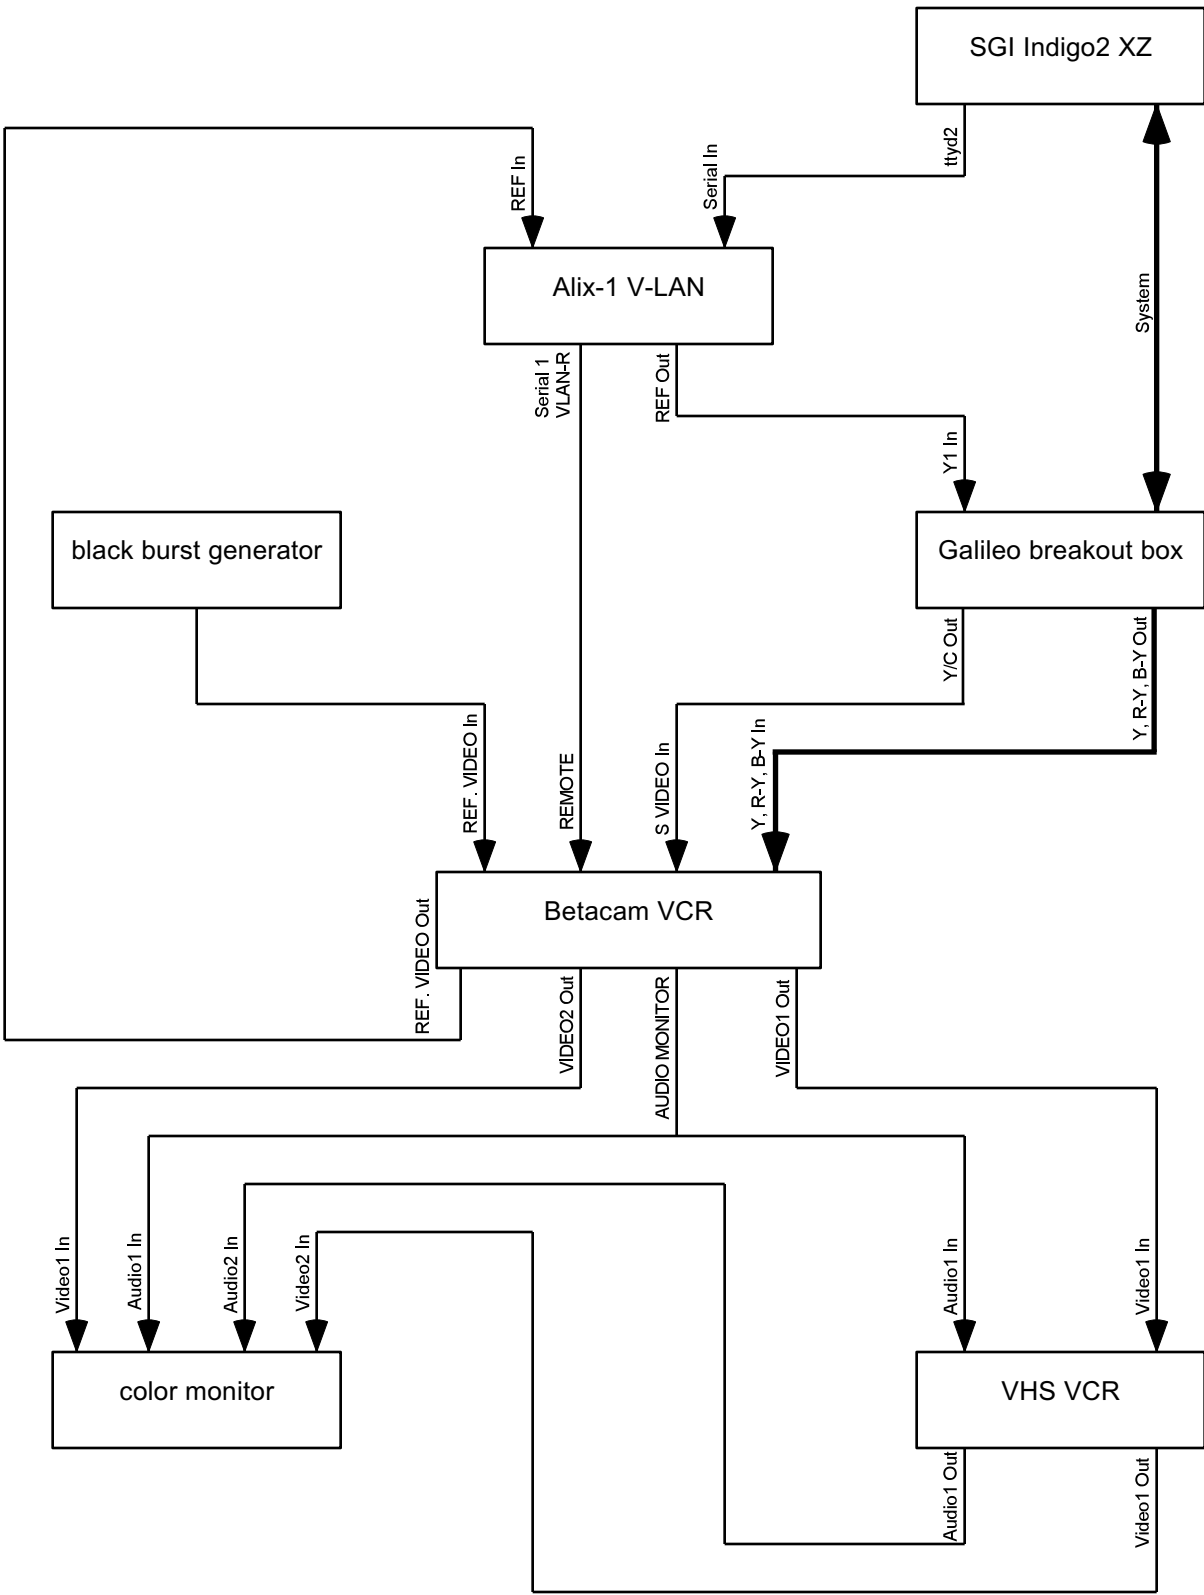 SGI Indigo2 XZ
ttyd2
REF In
Serial In
Alix-1 V-LAN
System
Serial 1
VLAN-R
REF Out
Y1 In
black burst generator
Galileo breakout box
Y/C Out
Y, R-Y, B-Y Out
REF. VIDEO In
REMOTE
S VIDEO In
Y, R-Y, B-Y In
Betacam VCR
REF. VIDEO Out
VIDEO2 Out
AUDIO MONITOR
VIDEO1 Out
Video1 In
Audio1 In
Audio2 In
Video2 In
Audio1 In
Video1 In
color monitor
VHS VCR
Audio1 Out
Video1 Out